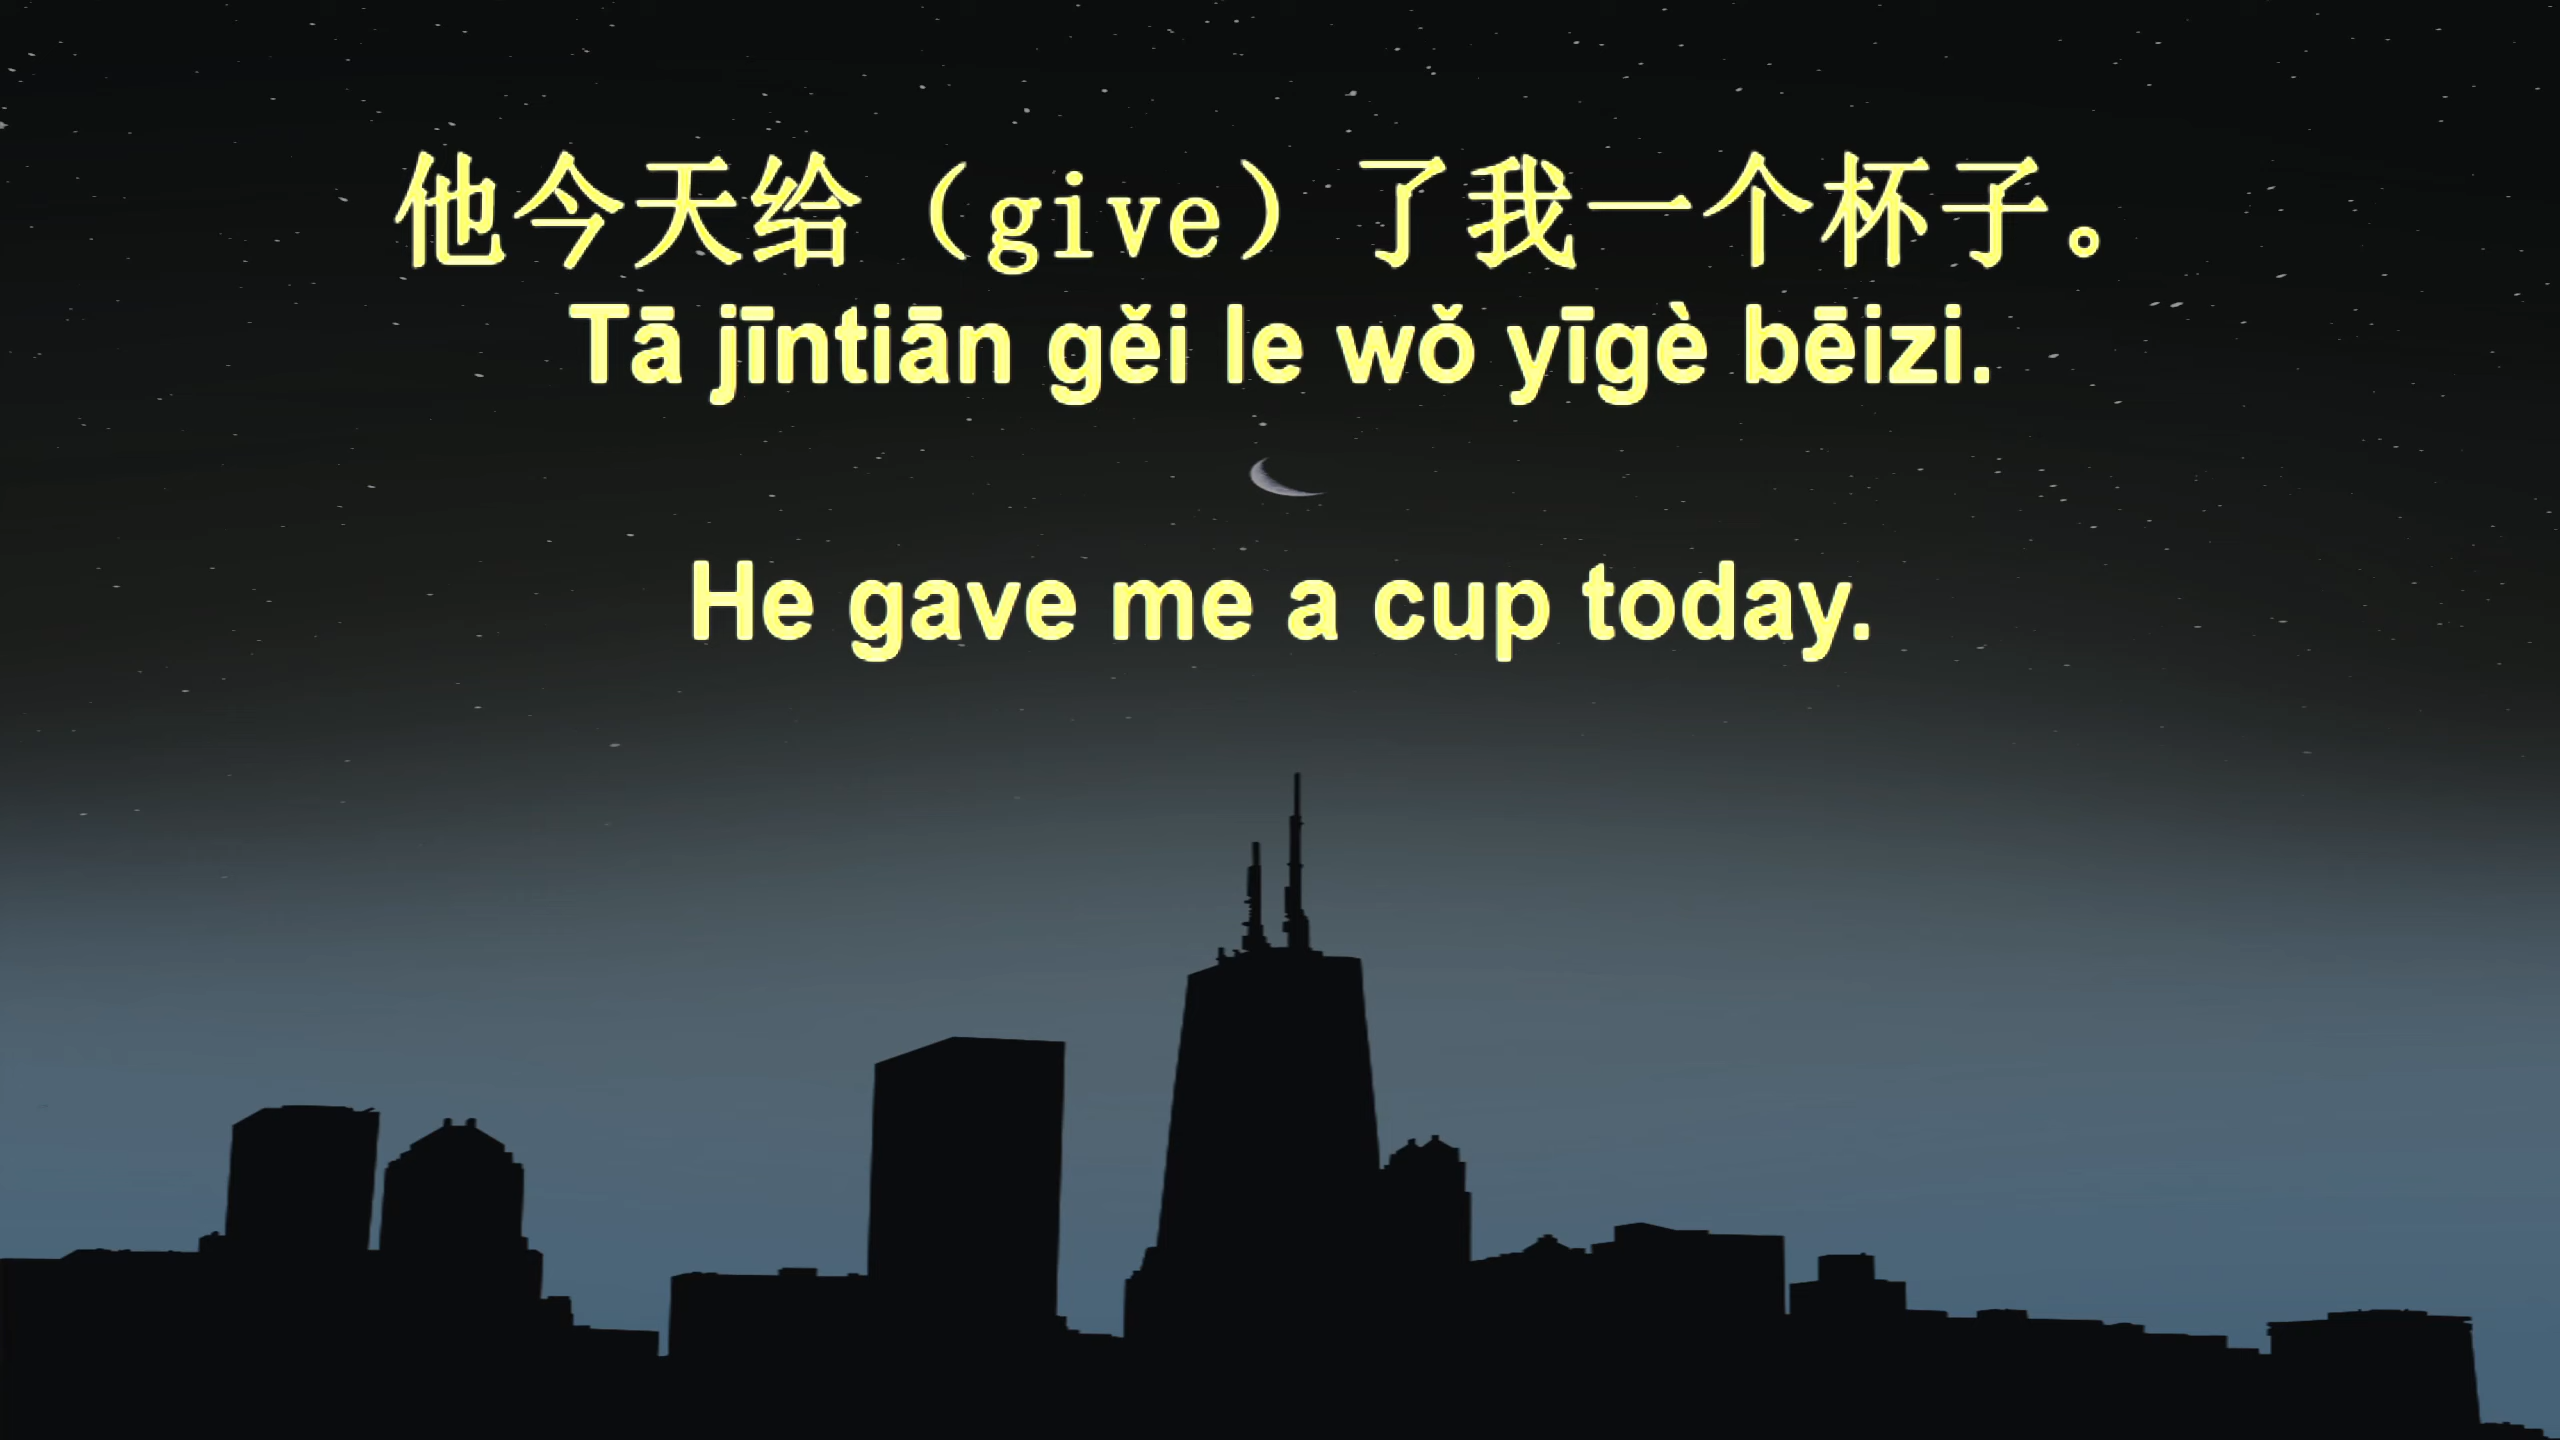 他今天给（give）了我一个杯子。
Tā jīntiān gěi le wǒ yīgè bēizi.
He gave me a cup today.